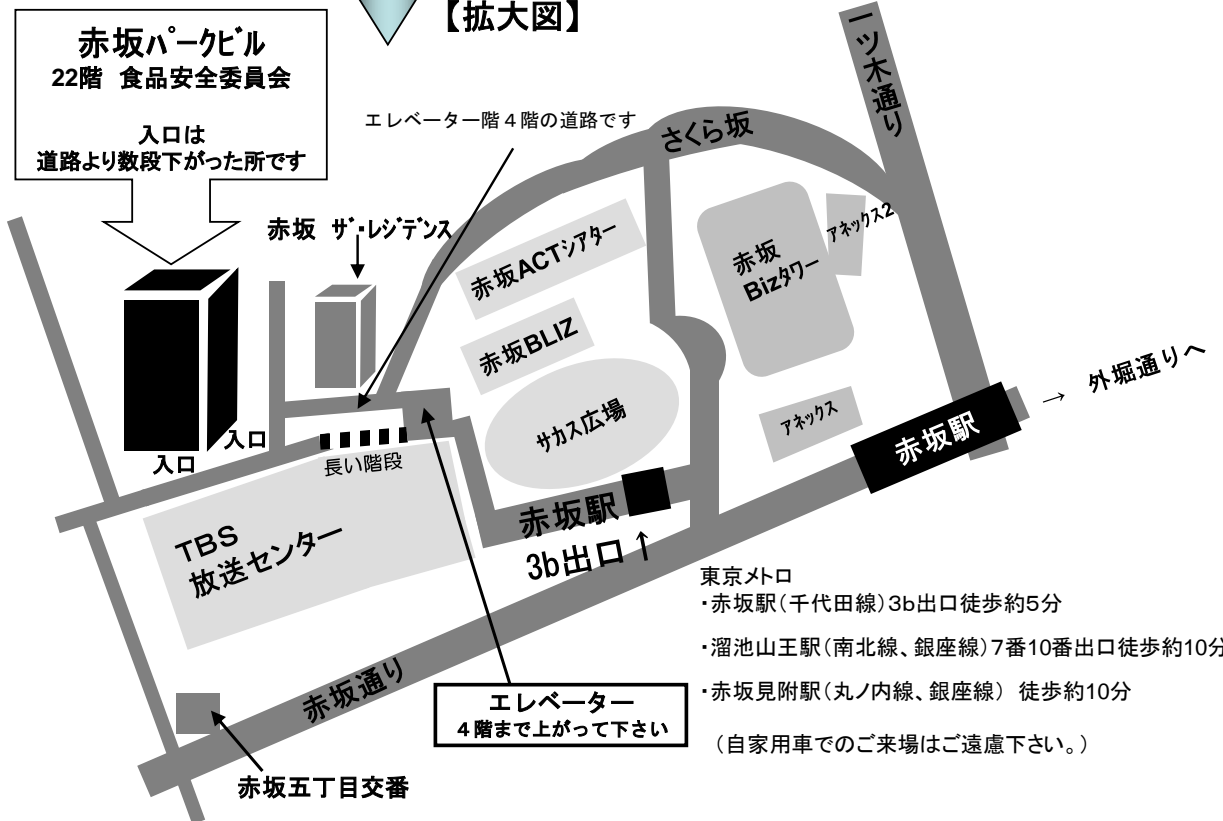 【拡大図】
赤坂パークビル
22階 食品安全委員会
入口は
道路より数段下がった所です
エレベーター階４階の道路です
一ツ木通り
さくら坂
赤坂 ザ・レジデンス
赤坂ACTシアター
赤坂
Bizタワー
アネックス2
赤坂BLIZ
サカス広場
アネックス
→ 外堀通りへ
赤坂駅
入口
入口
長い階段
TBS
放送センター
赤坂駅
3b出口↑
東京メトロ
・赤坂駅（千代田線）3b出口徒歩約5分
・溜池山王駅（南北線、銀座線）7番10番出口徒歩約10分
・赤坂見附駅（丸ノ内線、銀座線） 徒歩約10分
（自家用車でのご来場はご遠慮下さい。）
赤坂通り
エレベーター
４階まで上がって下さい
赤坂五丁目交番